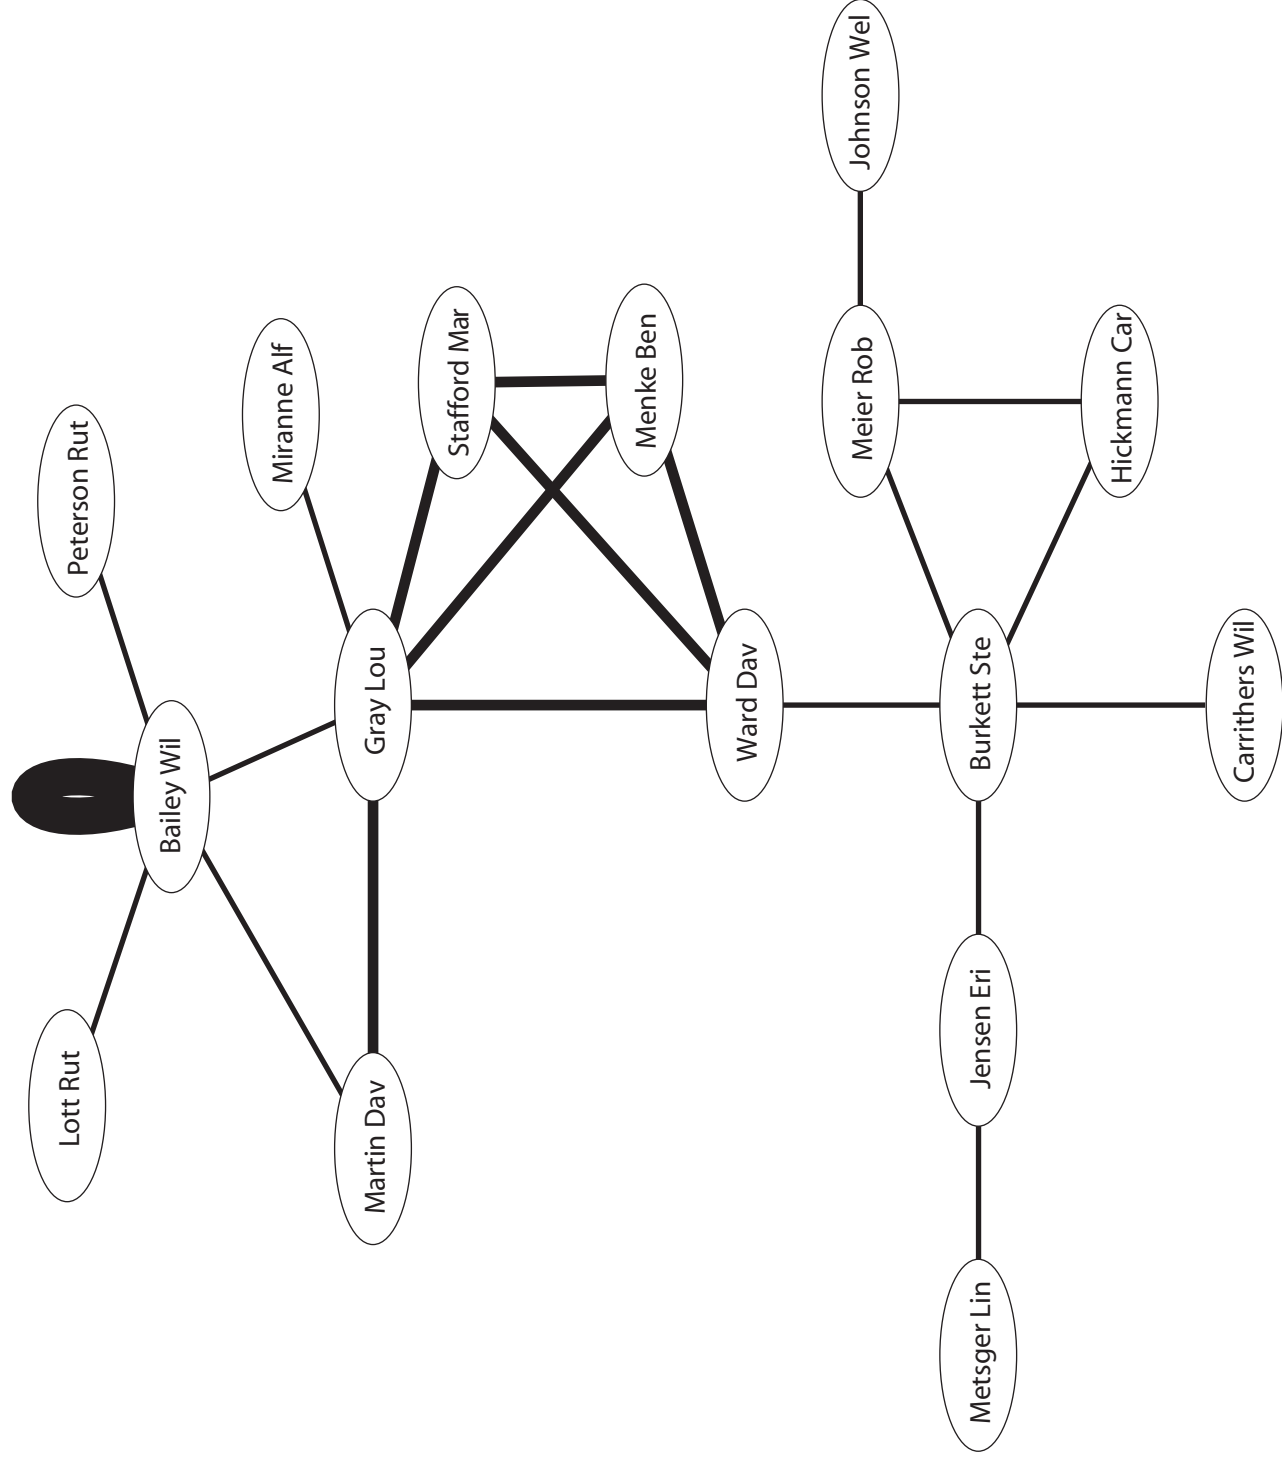 Lott Rut
Peterson Rut
Bailey Wil
Miranne Alf
Martin Dav
Gray Lou
Stafford Mar
Menke Ben
Ward Dav
Johnson Wel
Meier Rob
Metsger Lin
Jensen Eri
Burkett Ste
Hickmann Car
Carrithers Wil